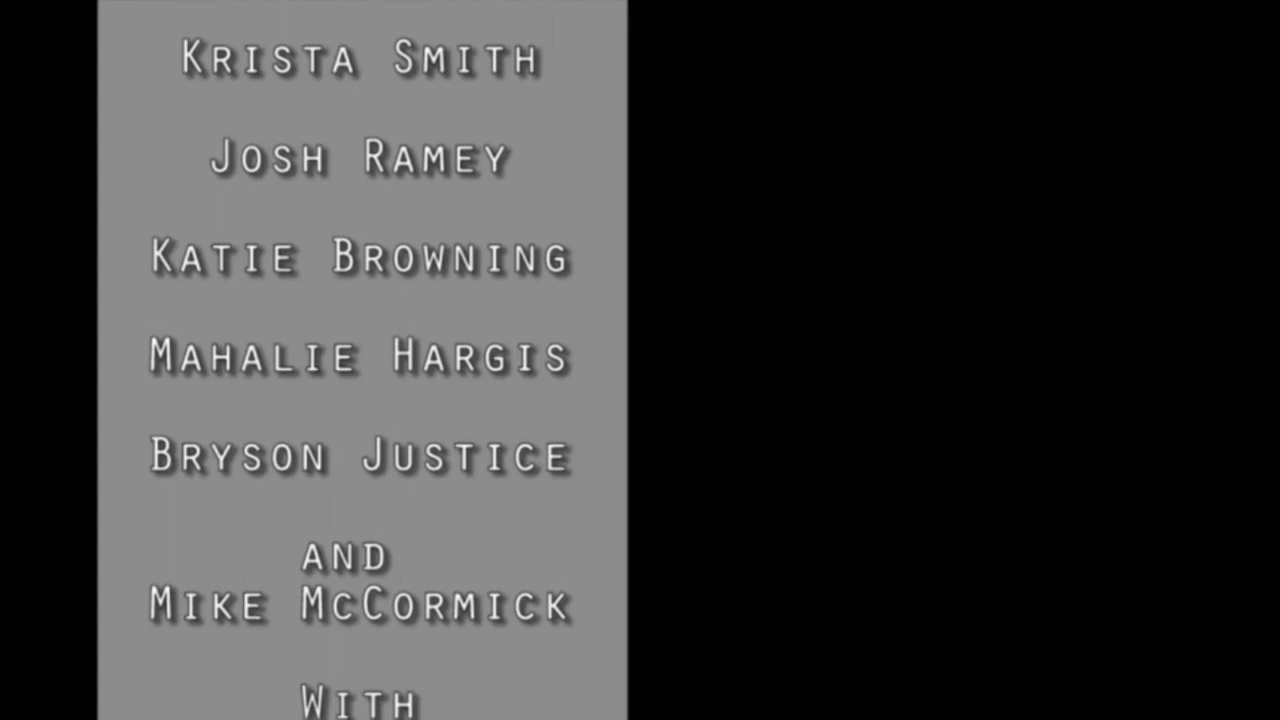 Krista Smith
Josh Ramey
Katie Browning
Mahalie Hargis
Bryson Justice
and
Mike McCormick
With